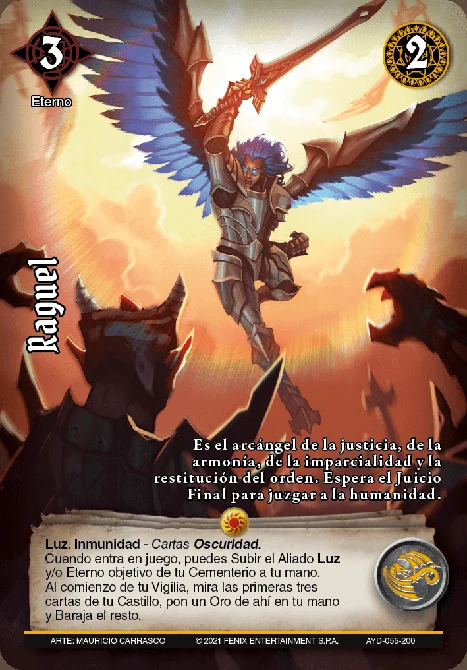 3
2
Eterno
Raguel
Es el arcángel de la justicia, de la
armonía, de la imparcialidad y la
restitución del orden. Espera el Juicio
Final para juzgar a la humanidad.
Luz. Inmunidad - Cartas Oscuridad.
Cuando entra en juego, puedes Subir el Aliado Luz
y/o Eterno objetivo de tu Cementerio a tu mano.
Al comienzo de tu Vigilia, mira las primeras tres
cartas de tu Castillo, pon un Oro de ahí en tu mano
y Baraja el resto.
ARTE: MAURICIO CARRASCO © 2021 FENIX ENTERTAINMENT S.R.A. AYD-055-200